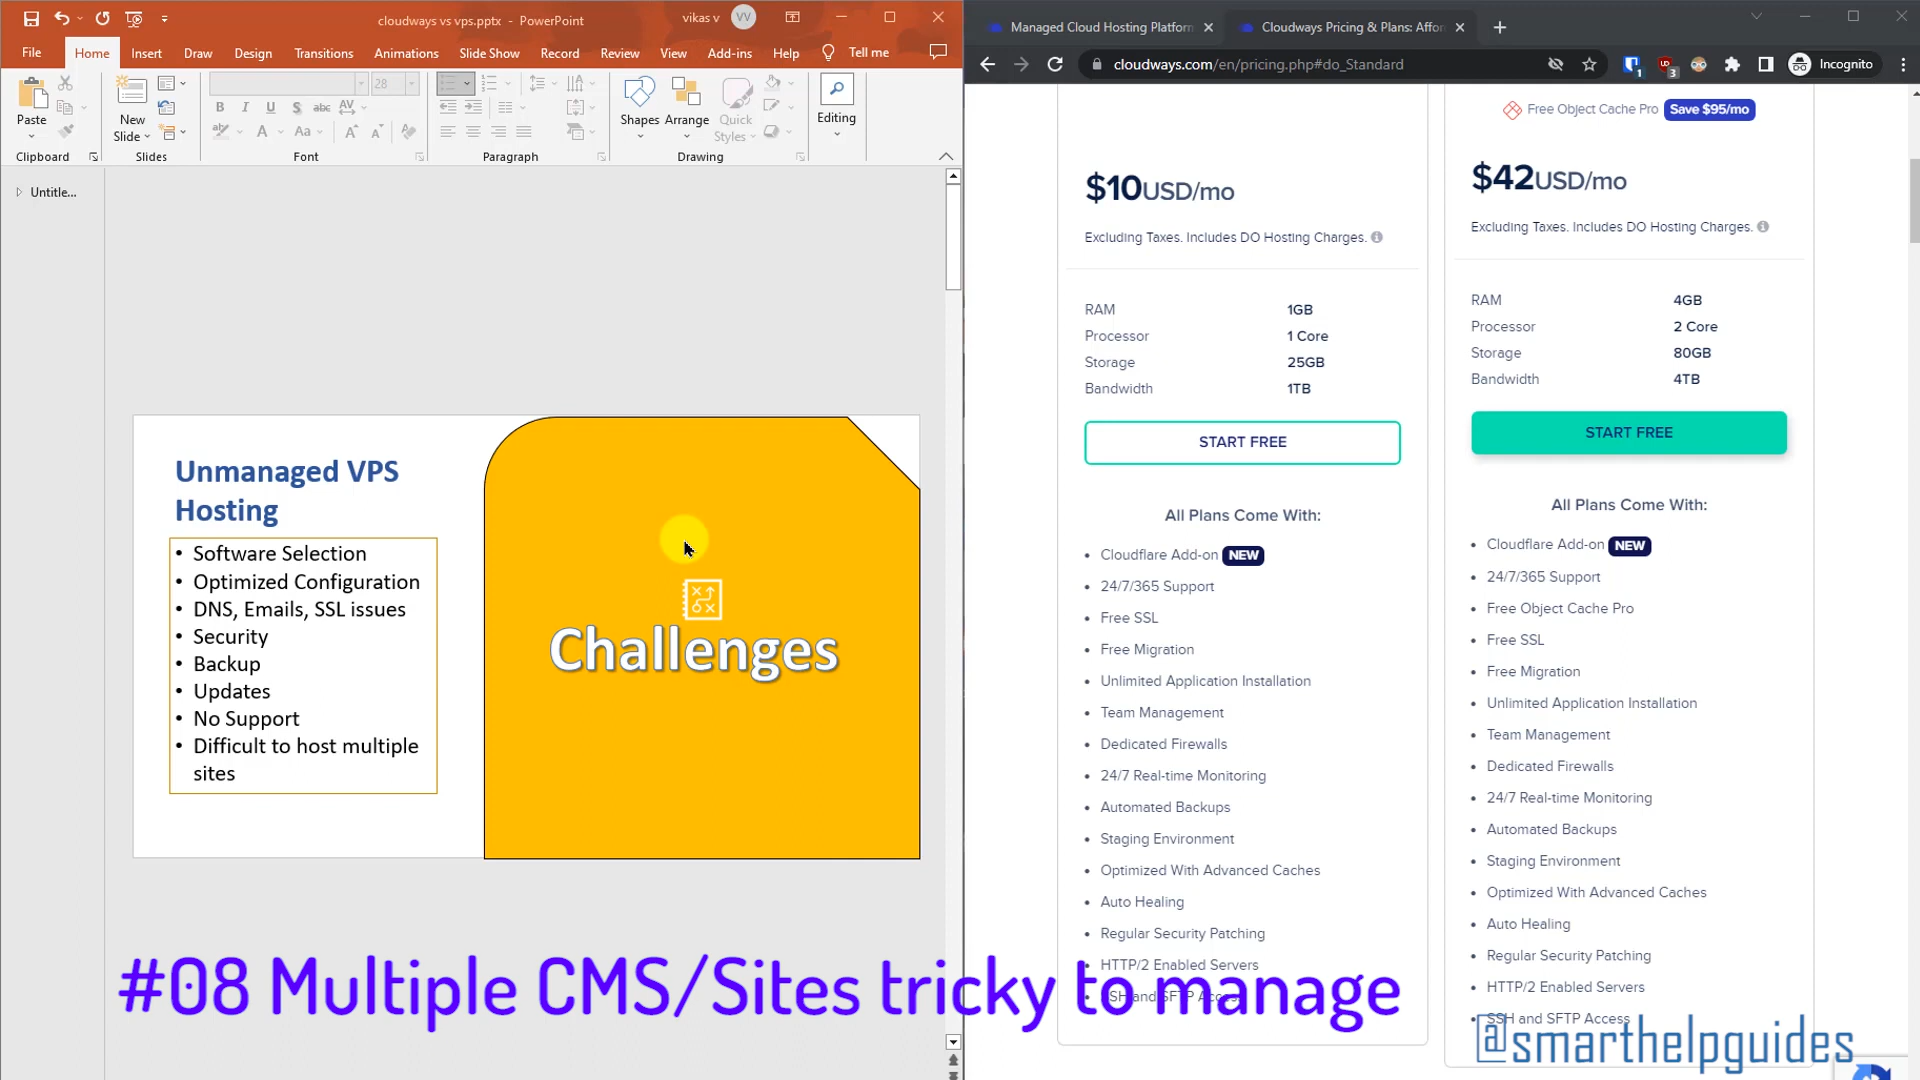 cloudways vs vps.pptx - PowerPoint
vikas v
VV
File
Home
Insert
Draw
Design
Transitions
Animations
Slide Show
Record
Review
View
Add-ins
Help
Tell me
Paste
Clipboard
New
Slide
Slides
28
B I U S abc AV
A Aa A A
Font
Paragraph
Shapes
Arrange
Quick
Styles
Drawing
Editing
Untitle...
Unmanaged VPS
Hosting
• Software Selection
• Optimized Configuration
• DNS, Emails, SSL issues
• Security
• Backup
• Updates
• No Support
• Difficult to host multiple
sites
Challenges
Managed Cloud Hosting Platform
Cloudways Pricing & Plans: Affor
cloudways.com/en/pricing.php#do_Standard
1
3
Incognito
$10USD/mo
Excluding Taxes. Includes DO Hosting Charges.
RAM 1GB
Processor 1 Core
Storage 25GB
Bandwidth 1TB
START FREE
All Plans Come With:
• Cloudflare Add-on NEW
• 24/7/365 Support
• Free SSL
• Free Migration
• Unlimited Application Installation
• Team Management
• Dedicated Firewalls
• 24/7 Real-time Monitoring
• Automated Backups
• Staging Environment
• Optimized With Advanced Caches
• Auto Healing
• Regular Security Patching
• HTTP/2 Enabled Servers
• SSH and SFTP Access
Free Object Cache Pro Save $95/mo
$42USD/mo
Excluding Taxes. Includes DO Hosting Charges.
RAM 4GB
Processor 2 Core
Storage 80GB
Bandwidth 4TB
START FREE
All Plans Come With:
• Cloudflare Add-on NEW
• 24/7/365 Support
• Free Object Cache Pro
• Free SSL
• Free Migration
• Unlimited Application Installation
• Team Management
• Dedicated Firewalls
• 24/7 Real-time Monitoring
• Automated Backups
• Staging Environment
• Optimized With Advanced Caches
• Auto Healing
• Regular Security Patching
• HTTP/2 Enabled Servers
• SSH and SFTP Access
#08 Multiple CMS/Sites tricky to manage
@smarthelpguides